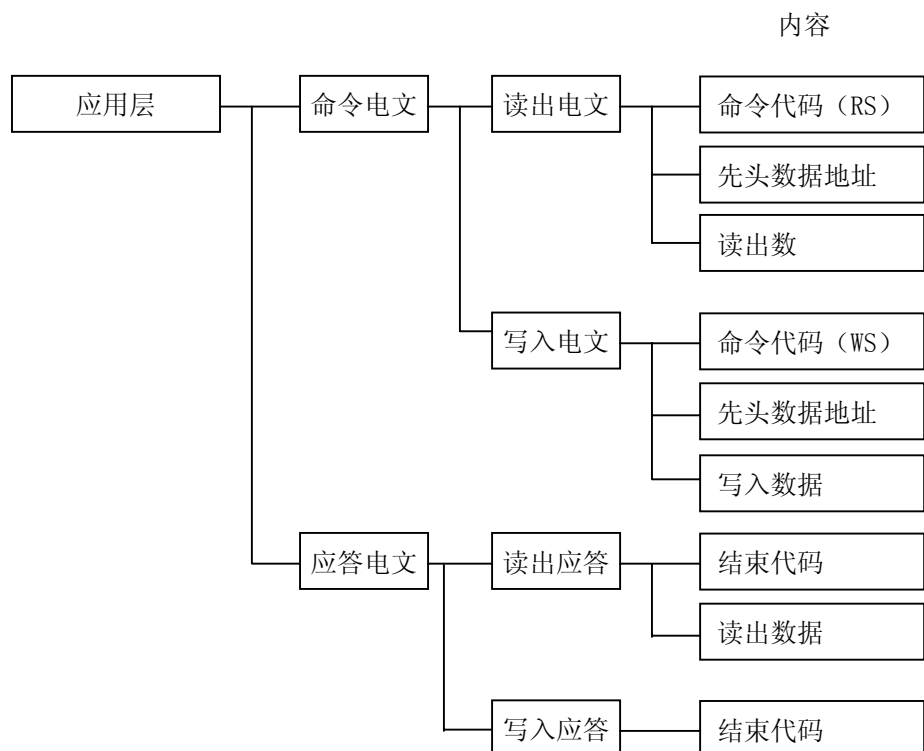 内容
应用层
命令电文
读出电文
命令代码（RS）
先头数据地址
读出数
写入电文
命令代码（WS）
先头数据地址
写入数据
应答电文
读出应答
结束代码
读出数据
写入应答
结束代码